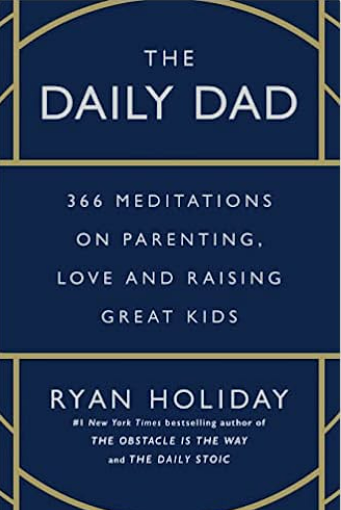 THE
DAILY DAD
366 MEDITATIONS
ON PARENTING,
LOVE AND RAISING
GREAT KIDS
RYAN HOLIDAY
#1 New York Times bestselling author of
THE OBSTACLE IS THE WAY
and THE DAILY STOIC